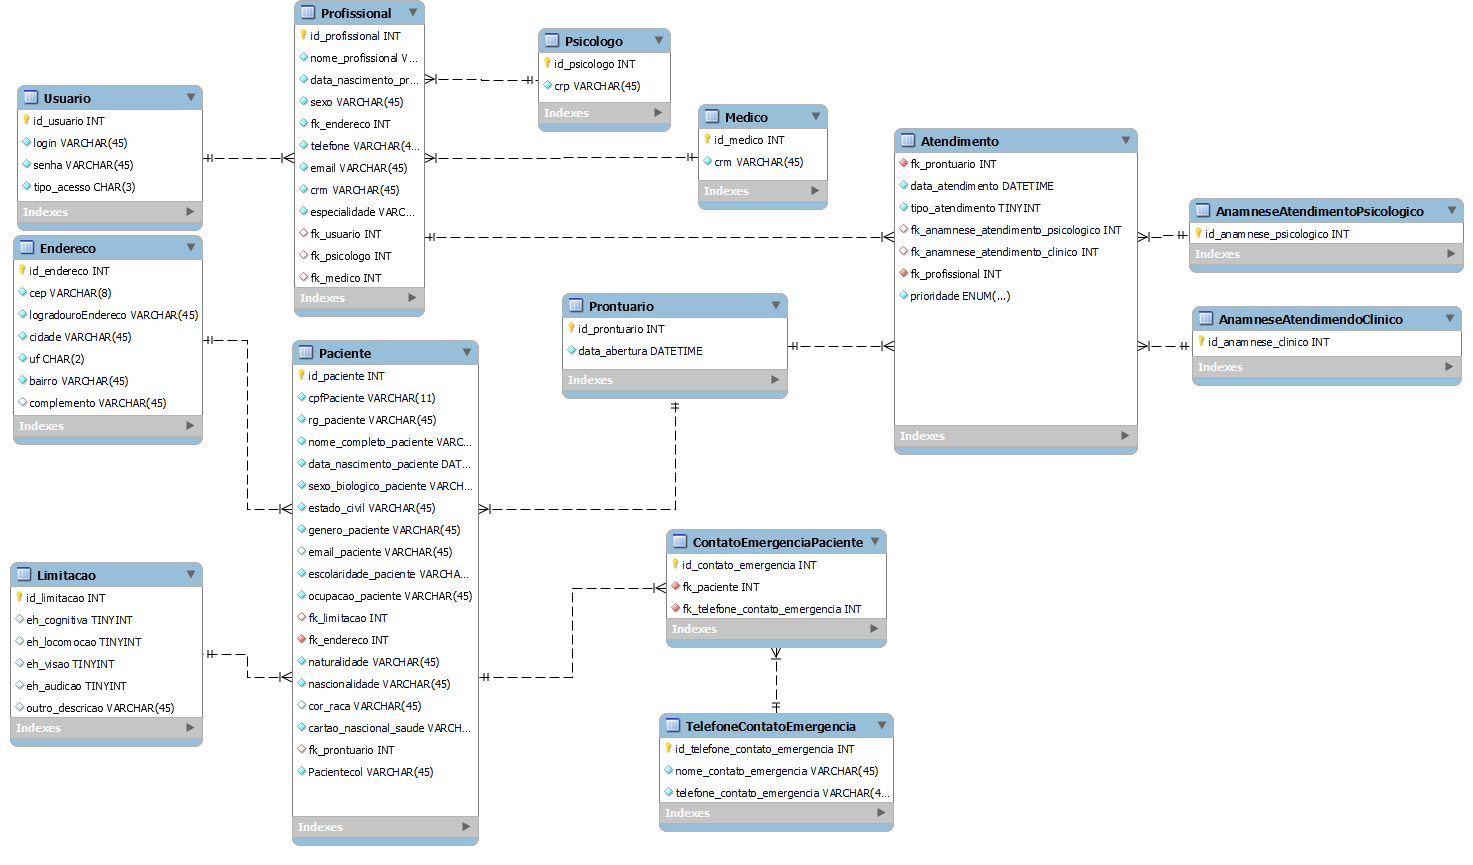 Profissional
id_profissional INT
nome_profissional V...
data_nascimento_pr...
sexo VARCHAR(45)
fk_endereco INT
telefone VARCHAR(4...
email VARCHAR(45)
crm VARCHAR(45)
especialidade VARC...
fk_usuario INT
fk_psicologo INT
fk_medico INT
Indexes
Psicologo
id_psicologo INT
crp VARCHAR(45)
Indexes
Usuario
id_usuario INT
login VARCHAR(45)
senha VARCHAR(45)
tipo_acesso CHAR(3)
Indexes
Medico
id_medico INT
crm VARCHAR(45)
Indexes
Atendimento
fk_prontuario INT
data_atendimento DATETIME
tipo_atendimento TINYINT
fk_anamnese_atendimento_psicologico INT
fk_anamnese_atendimento_clinico INT
fk_profissional INT
prioridade ENUM(...)
Indexes
AnamneseAtendimentoPsicologico
id_anamnese_psicologico INT
Indexes
Endereco
id_endereco INT
cep VARCHAR(8)
logradouroEndereco VARCHAR(45)
cidade VARCHAR(45)
uf CHAR(2)
bairro VARCHAR(45)
complemento VARCHAR(45)
Indexes
Prontuario
id_prontuario INT
data_abertura DATETIME
Indexes
AnamneseAtendimendoClinico
id_anamnese_clinico INT
Indexes
Paciente
id_paciente INT
cpfPaciente VARCHAR(11)
rg_paciente VARCHAR(45)
nome_completo_paciente VARC...
data_nascimento_paciente DAT...
sexo_biologico_paciente VARCH...
estado_civil VARCHAR(45)
genero_paciente VARCHAR(45)
email_paciente VARCHAR(45)
escolaridade_paciente VARCHA...
ocupacao_paciente VARCHAR(45)
fk_limitacao INT
fk_endereco INT
naturalidade VARCHAR(45)
nascionalidade VARCHAR(45)
cor_raca VARCHAR(45)
cartao_nascional_saude VARCH...
fk_prontuario INT
Pacientecol VARCHAR(45)
Indexes
ContatoEmergenciaPaciente
id_contato_emergencia INT
fk_paciente INT
fk_telefone_contato_emergencia INT
Indexes
Limitacao
id_limitacao INT
eh_cognitiva TINYINT
eh_locomocao TINYINT
eh_visao TINYINT
eh_audicao TINYINT
outro_descricao VARCHAR(45)
Indexes
TelefoneContatoEmergencia
id_telefone_contato_emergencia INT
nome_contato_emergencia VARCHAR(45)
telefone_contato_emergencia VARCHAR(4...
Indexes